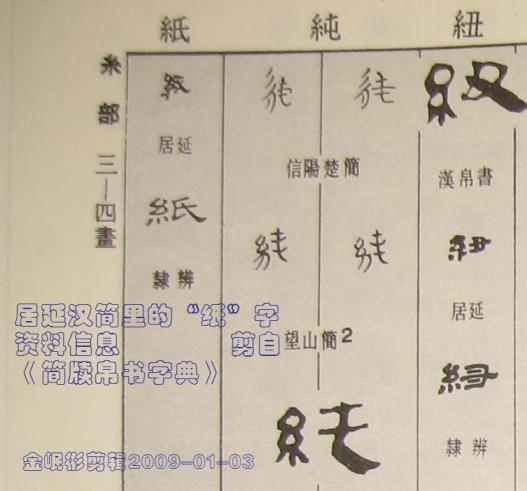 紙 純 紐
糸部 三—四畫
居延
隸辨
信陽楚簡
望山簡2
漢帛書
居延
隸辨
居延汉简里的“纸”字
资料信息 剪自
《简牍帛书字典》
金岷彬剪辑2009-01-03